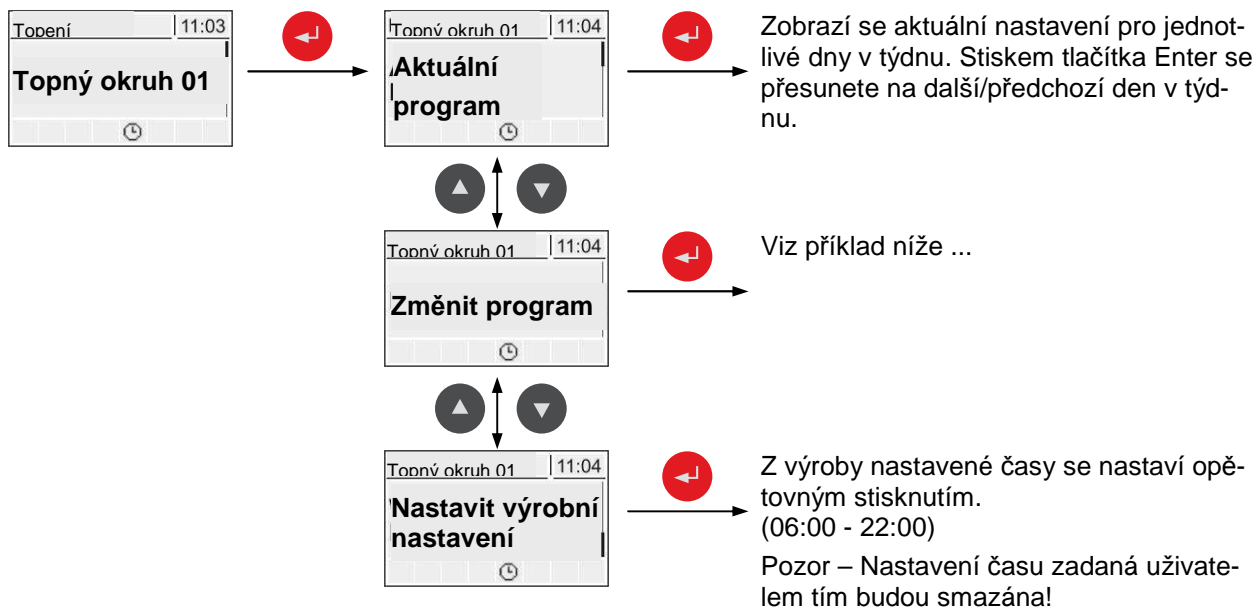 Topení 11:03
Topný okruh 01
Topný okruh 01 11:04
Aktuální
program
Zobrazí se aktuální nastavení pro jednot-
livé dny v týdnu. Stiskem tlačítka Enter se
přesunete na další/předchozí den v týd-
nu.
Topný okruh 01 11:04
Změnit program
Viz příklad níže ...
Topný okruh 01 11:04
Nastavit výrobní
nastavení
Z výroby nastavené časy se nastaví opě-
tovným stisknutím.
(06:00 - 22:00)
Pozor – Nastavení času zadaná uživate-
lem tím budou smazána!